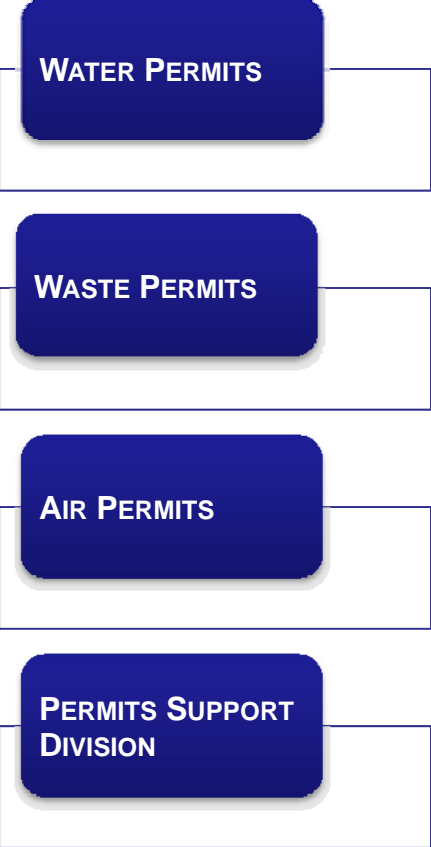 WATER PERMITS
WASTE PERMITS
AIR PERMITS
PERMITS SUPPORT
DIVISION